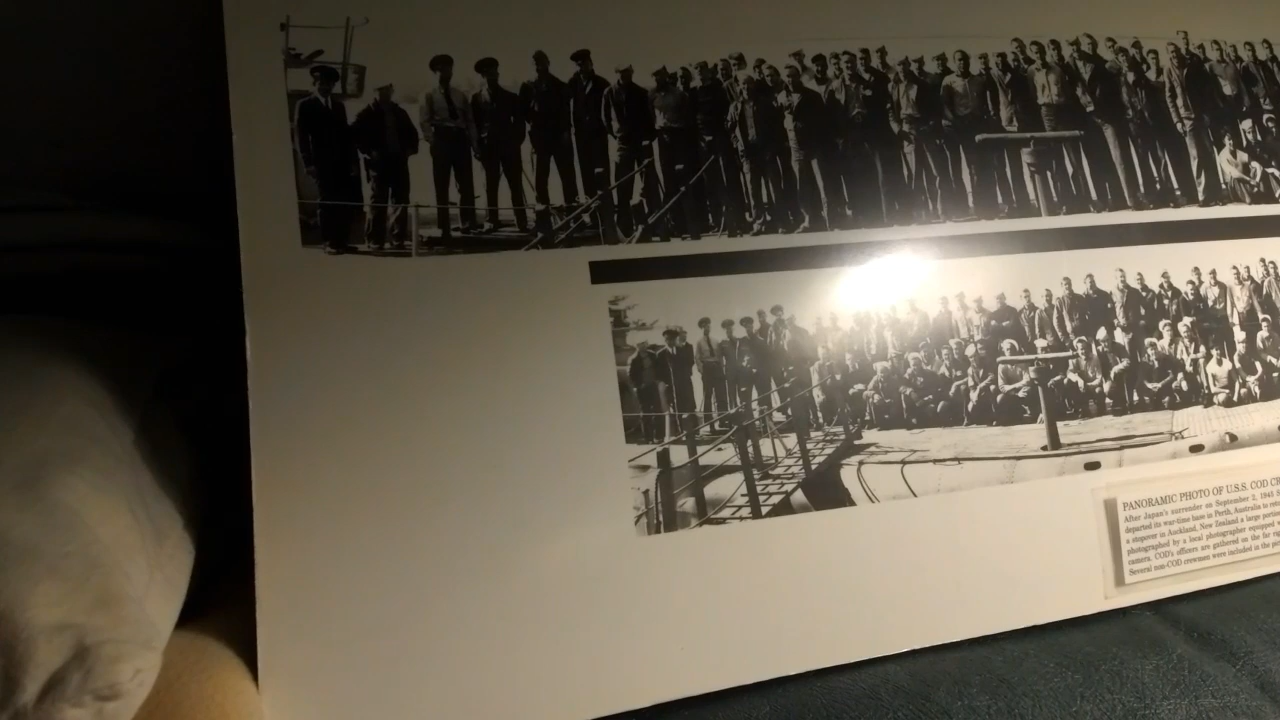 PANORAMIC PHOTO OF U.S.S. COD
After Japan's surrender on September 2, 1945
departed its war-time base in Perth, Australia to
a stopover in Auckland, New Zealand a large
photographed by a local photographer equipped
camera. COD's officers are gathered on the far
Several non-COD crewmen were included in the